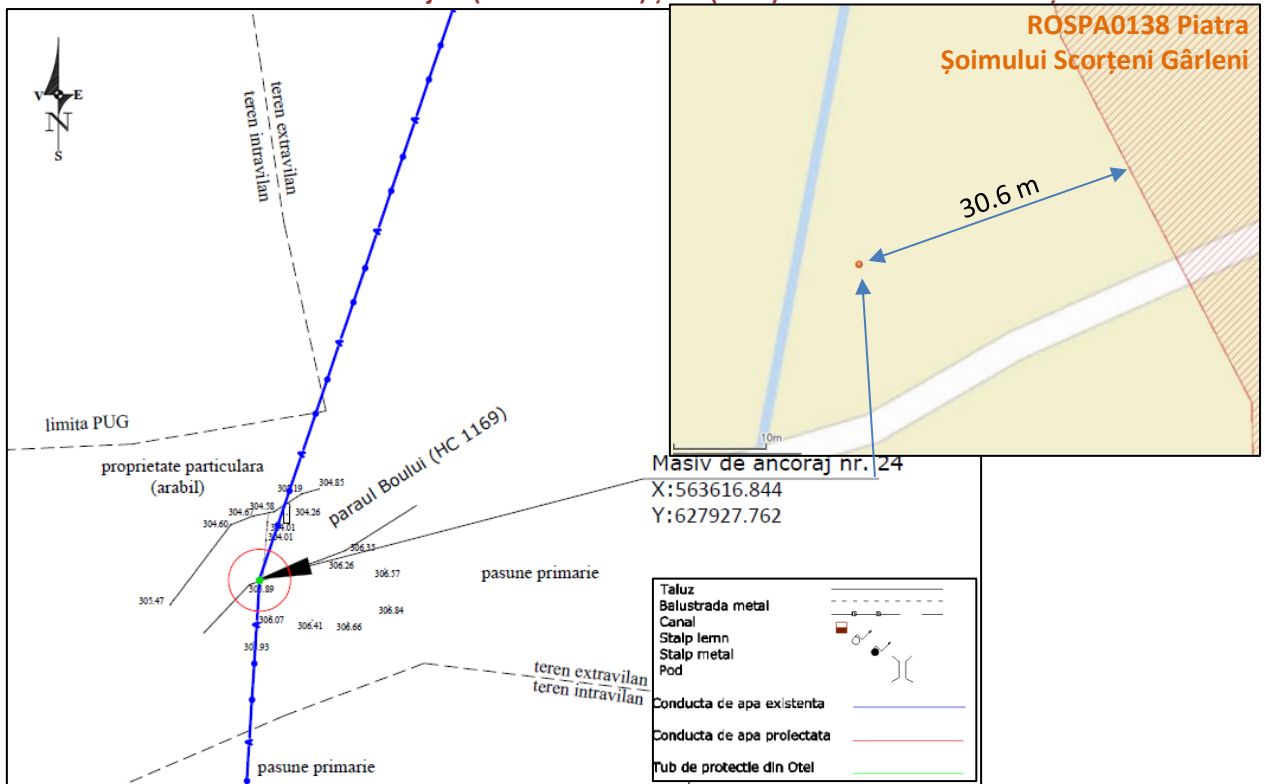 ROSPA0138 Piatra
Șoimului Scorțeni Gârleni
30.6 m
10m
V
E
N
S
teren extravilan
teren intravilan
limita PUG
proprietate particulara
(arabil)
paraul Boului (HC 1169)
Masiv de ancoraj nr. 24
X:563616.844
Y:627927.762
304.85
304.58
304.67
304.26
304.60
304.01
304.01
306.35
306.26
306.57
305.47
306.84
306.07
306.41
306.66
pasune primarie
teren extravilan
teren intravilan
pasune primarie
A
A
A
A
A
A
Taluz
Balustrada metal
Canal
Stalp lemn
Stalp metal
Pod
Conducta de apa existenta
Conducta de apa proiectata
Tub de protectie din Otel